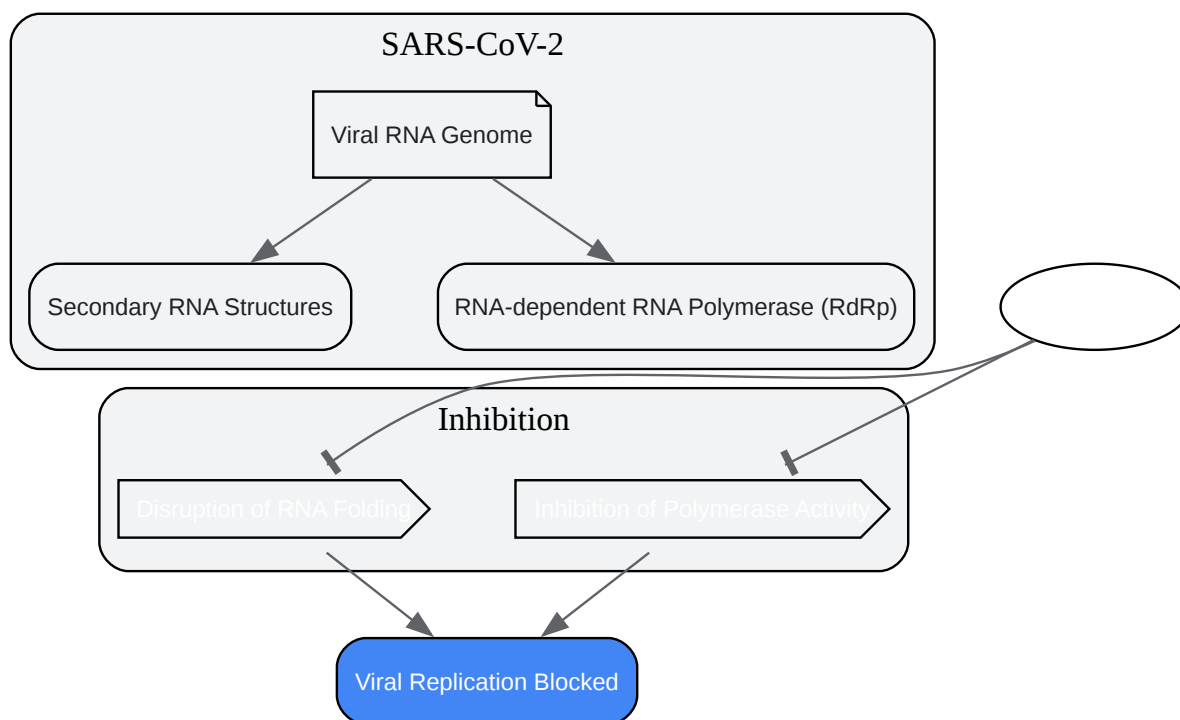 SARS-CoV-2
Viral RNA Genome
Secondary RNA Structures
RNA-dependent RNA Polymerase (RdRp)
Inhibition
Disruption of RNA Folding
Inhibition of Polymerase Activity
Viral Replication Blocked